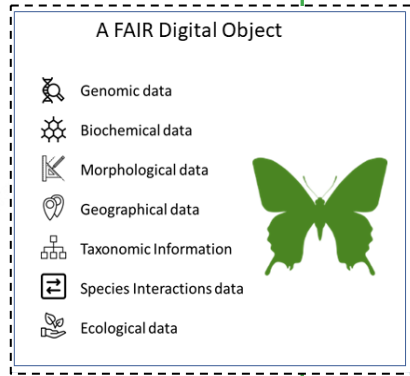 A FAIR Digital Object
Genomic data
Biochemical data
Morphological data
Geographical data
Taxonomic Information
Species Interactions data
Ecological data